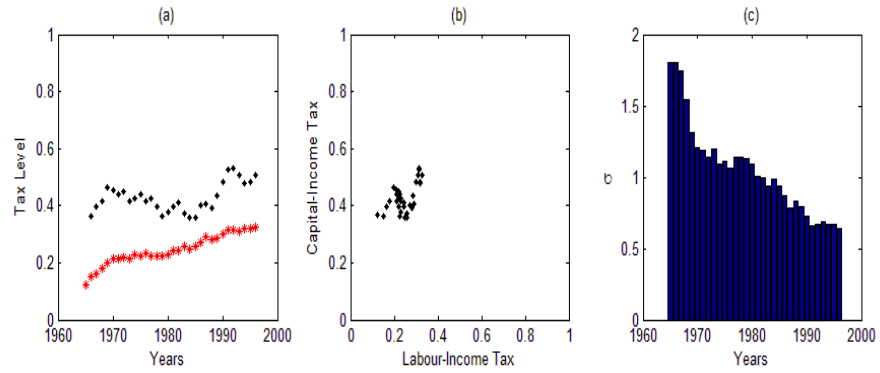 (a)
1
0.8
0.6
0.4
0.2
0
1960 1970 1980 1990 2000
Tax Level
Years
(b)
1
0.8
0.6
0.4
0.2
0
0 0.2 0.4 0.6 0.8 1
Capital-Income Tax
Labour-Income Tax
(c)
2
1.5
1
0.5
0
1960 1970 1980 1990 2000
σ
Years